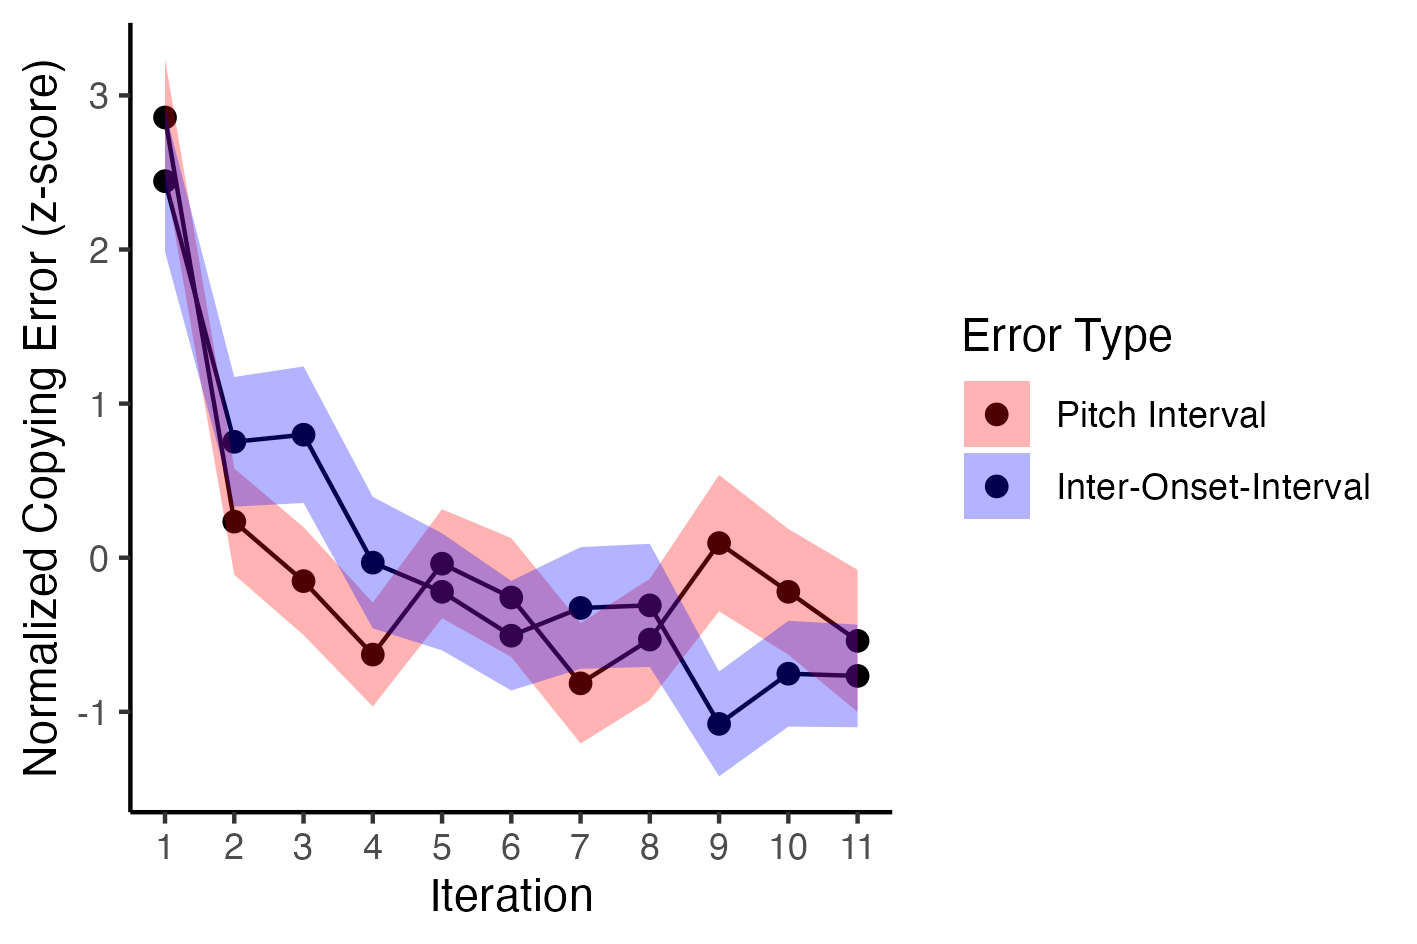 Normalized Copying Error (z-score)
3
2
1
0
-1
1 2 3 4 5 6 7 8 9 10 11
Iteration
Error Type
Pitch Interval
Inter-Onset-Interval